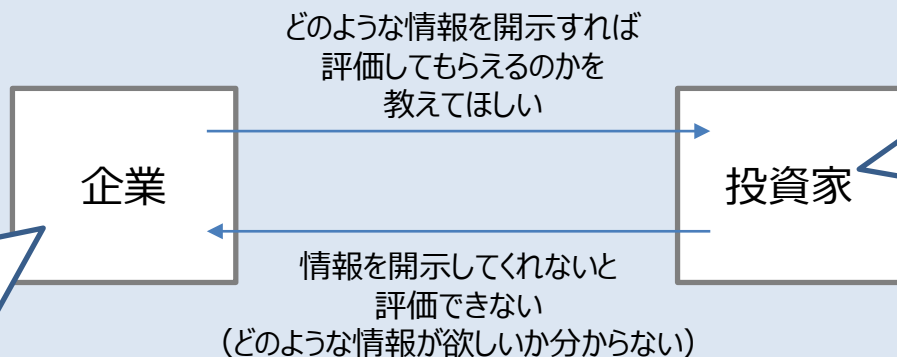 どのような情報を開示すれば
評価してもらえるのかを
教えてほしい
企業
投資家
情報を開示してくれないと
評価できない
（どのような情報が欲しいか分からない）